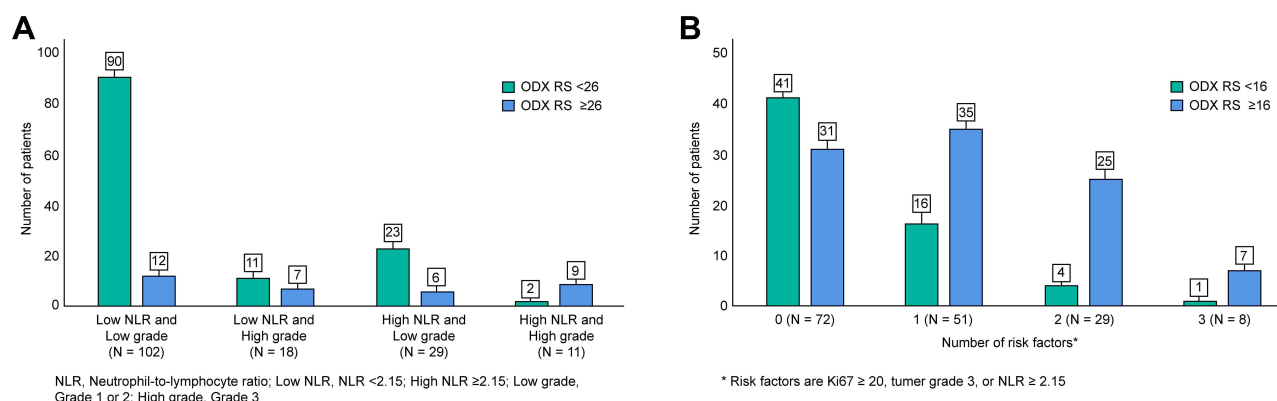 A
Number of patients
100
80
60
40
20
0
90
12
11
7
23
6
2
9
ODX RS <26
ODX RS ≥26
Low NLR and
Low grade
(N = 102)
Low NLR and
High grade
(N = 18)
High NLR and
Low grade
(N = 29)
High NLR and
High grade
(N = 11)
NLR, Neutrophil-to-lymphocyte ratio; Low NLR, NLR <2.15; High NLR ≥2.15; Low grade,
Grade 1 or 2; High grade, Grade 3
B
Number of patients
50
40
30
20
10
0
41
31
16
35
4
25
1
7
ODX RS <16
ODX RS ≥16
0 (N = 72)
1 (N = 51)
2 (N = 29)
3 (N = 8)
Number of risk factors*
* Risk factors are Ki67 ≥ 20, tumer grade 3, or NLR ≥ 2.15